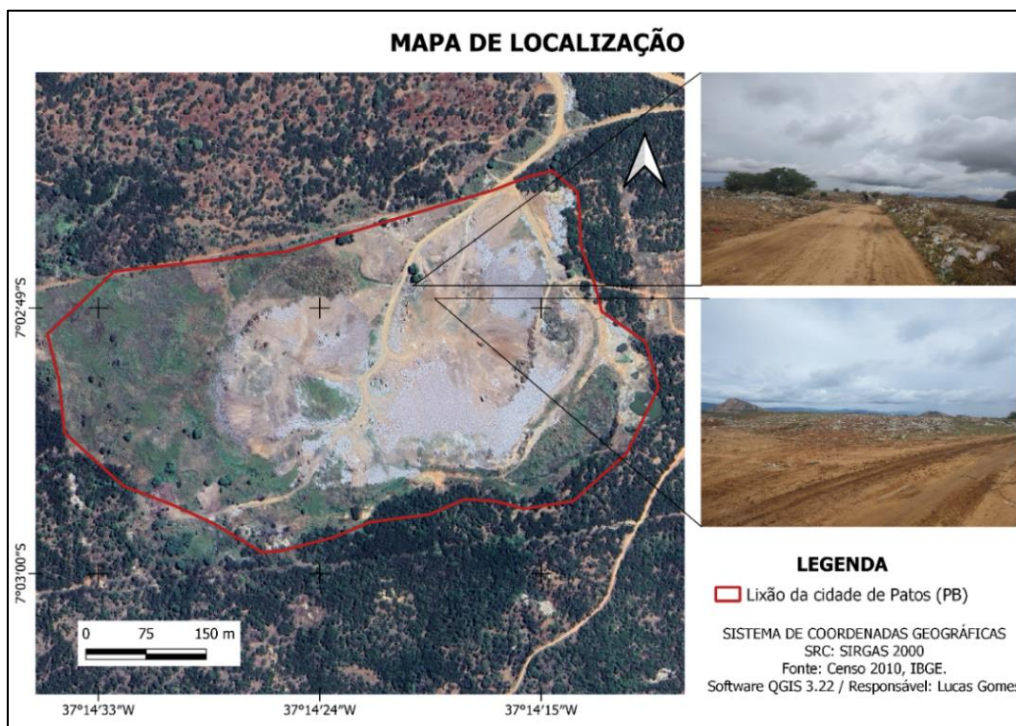 MAPA DE LOCALIZAÇÃO
7°02'49"S
7°03'00"S
0 75 150 m
37°14'33"W 37°14'24"W 37°14'15"W
LEGENDA
Lixão da cidade de Patos (PB)
SISTEMA DE COORDENADAS GEOGRÁFICAS
SRC: SIRGAS 2000
Fonte: Censo 2010, IBGE.
Software QGIS 3.22 / Responsável: Lucas Gomes